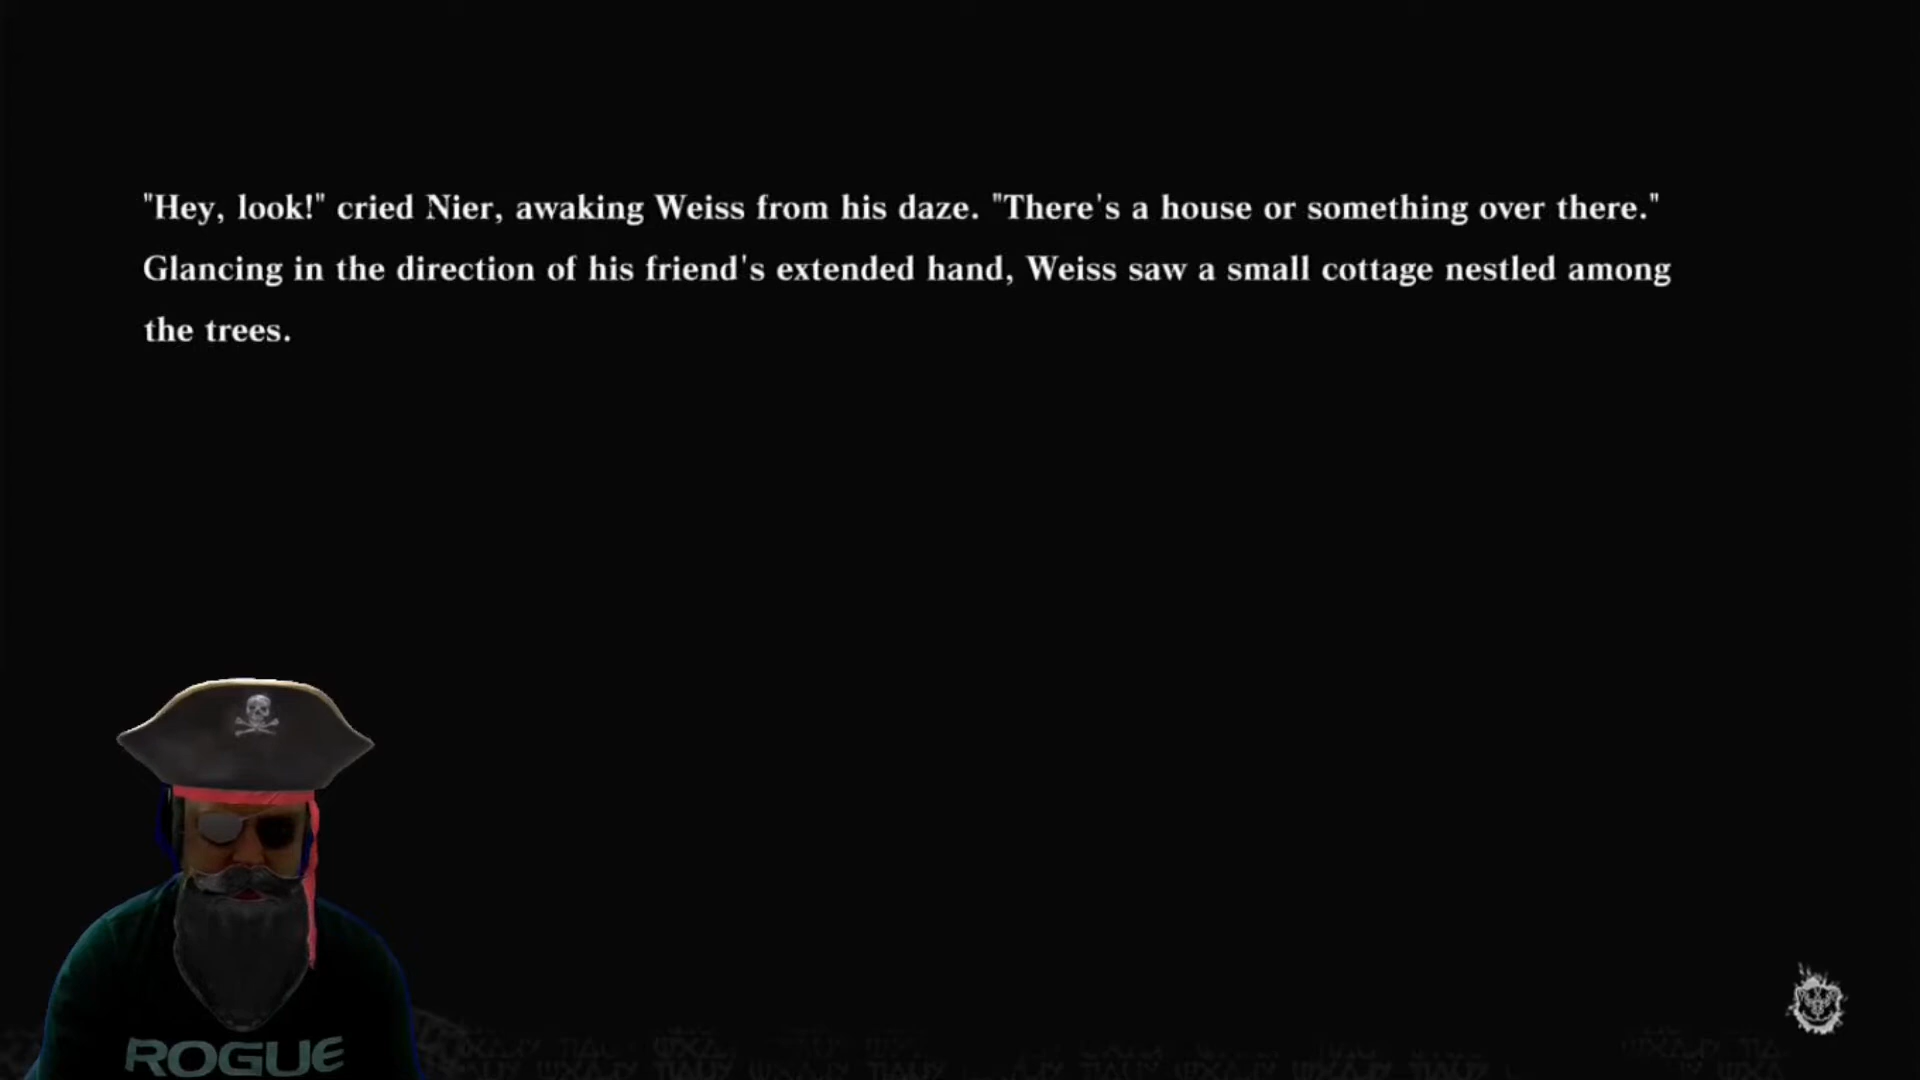 "Hey, look!" cried Nier, awaking Weiss from his daze. "There's a house or something over there."
Glancing in the direction of his friend's extended hand, Weiss saw a small cottage nestled among
the trees.
ROGUE